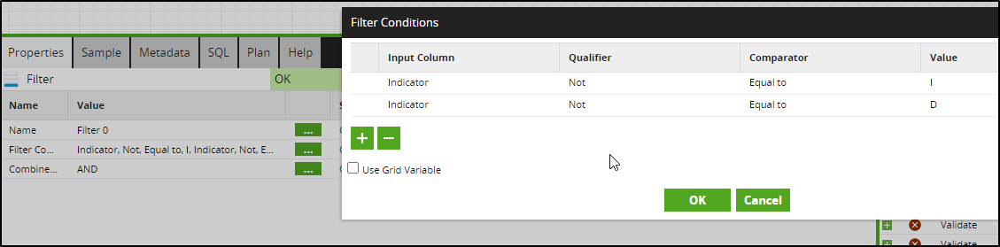 Filter Conditions
Properties Sample Metadata SQL Plan Help
Input Column Qualifier Comparator Value
Filter OK
Indicator Not Equal to I
Name Value
Indicator Not Equal to D
Name Filter 0 ...
Filter Co... Indicator, Not, Equal to, I, Indicator, Not, E... ...
Combine... AND ...
Use Grid Variable
OK Cancel
Validate
Validate